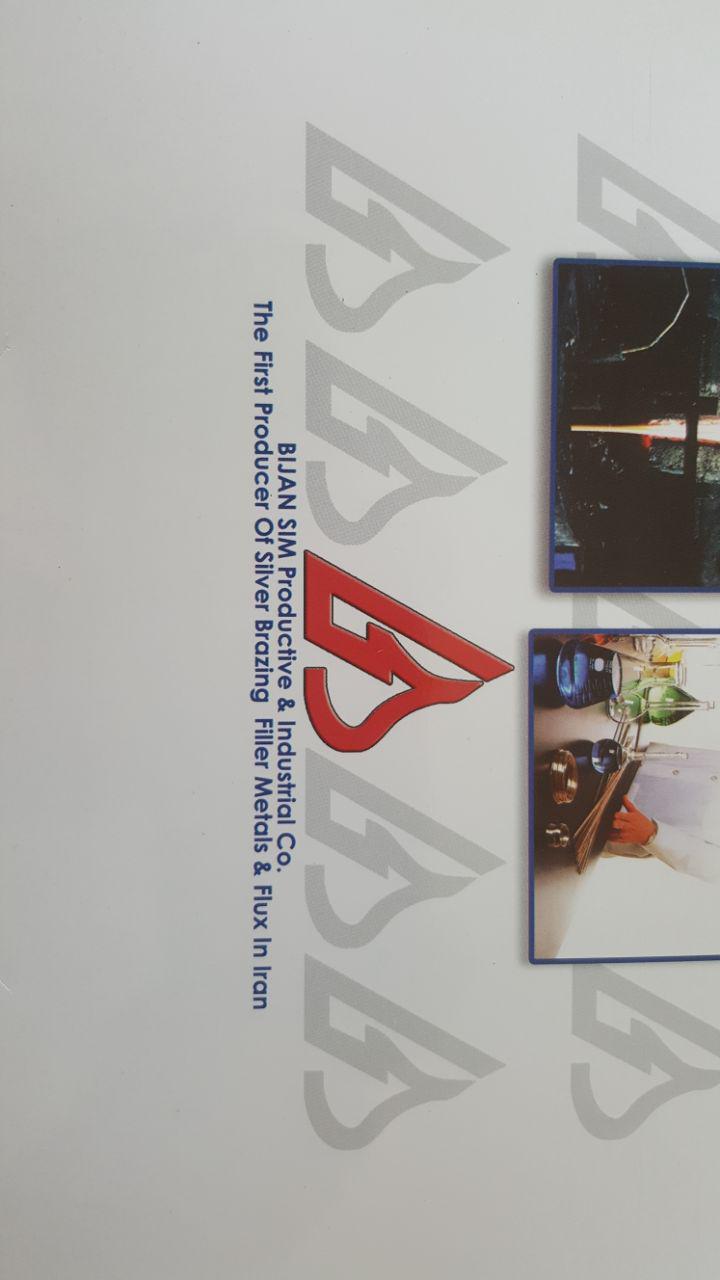 BIJAN SIM Productive & Industrial Co.
The First Producer Of Silver Brazing Filler Metals & Flux In Iran